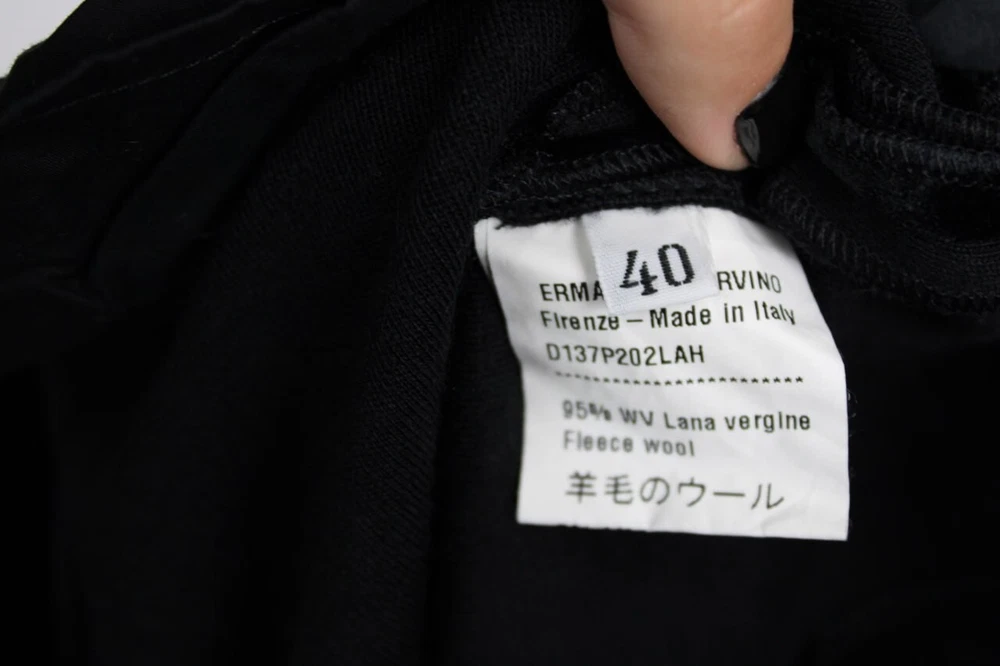 40
ERMA RVINO
Firenze – Made in Italy
D137P202LAH
95% WV Lana vergine
Fleece wool
羊毛のウール